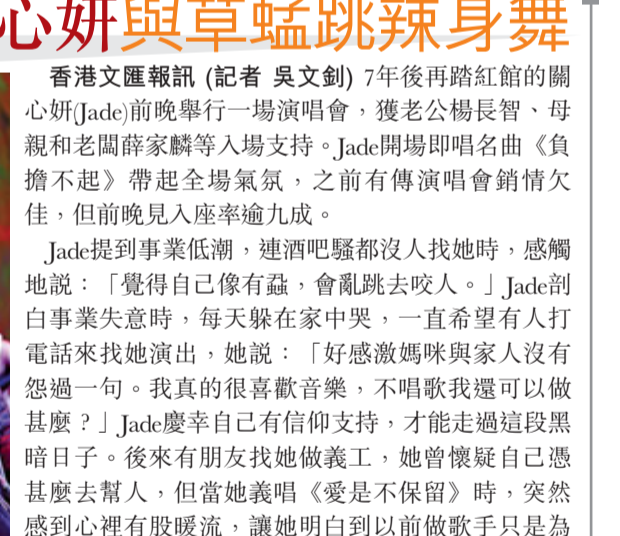 心妍與草蜢跳辣身舞
香港文匯報訊 (記者 吳文釗) 7年後再踏紅館的關
心妍(Jade)前晚舉行一場演唱會，獲老公楊長智、母
親和老闆薛家麟等入場支持。Jade開場即唱名曲《負
擔不起》帶起全場氣氛，之前有傳演唱會銷情欠
佳，但前晚見入座率逾九成。
Jade提到事業低潮，連酒吧騷都沒人找她時，感觸
地説：「覺得自己像有蝨，會亂跳去咬人。」Jade剖
白事業失意時，每天躲在家中哭，一直希望有人打
電話來找她演出，她説：「好感激媽咪與家人沒有
怨過一句。我真的很喜歡音樂，不唱歌我還可以做
甚麼？」Jade慶幸自己有信仰支持，才能走過這段黑
暗日子。後來有朋友找她做義工，她曾懷疑自己憑
甚麼去幫人，但當她義唱《愛是不保留》時，突然
感到心裡有股暖流，讓她明白到以前做歌手只是為